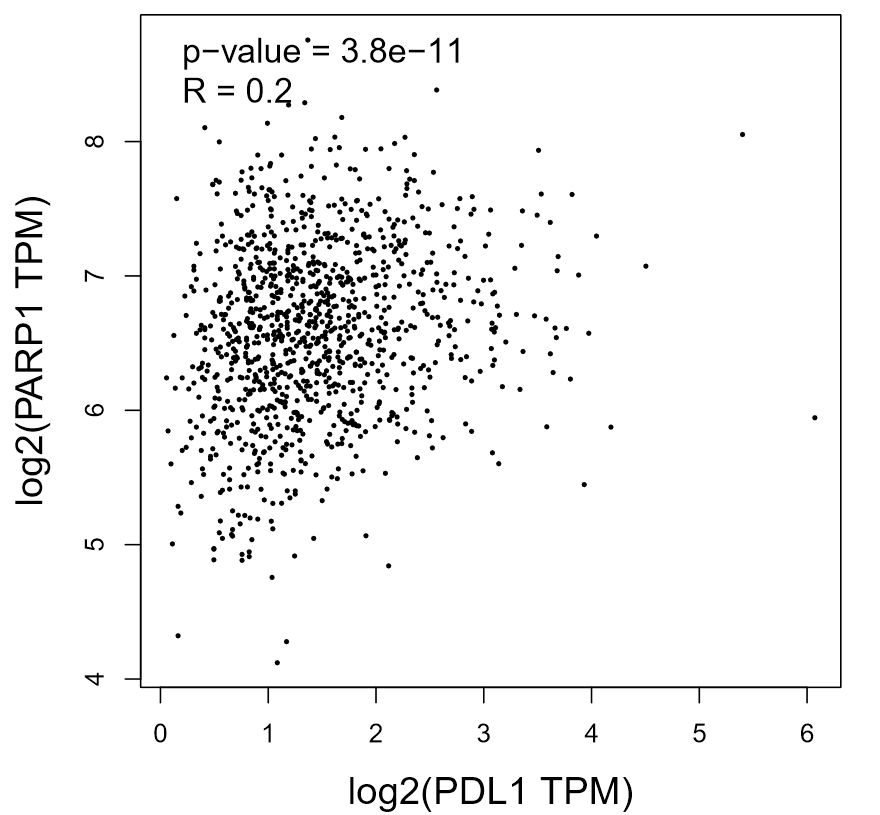 p−value = 3.8e−11
R = 0.2
log2(PARP1 TPM)
8
7
6
5
4
0 1 2 3 4 5 6
log2(PDL1 TPM)